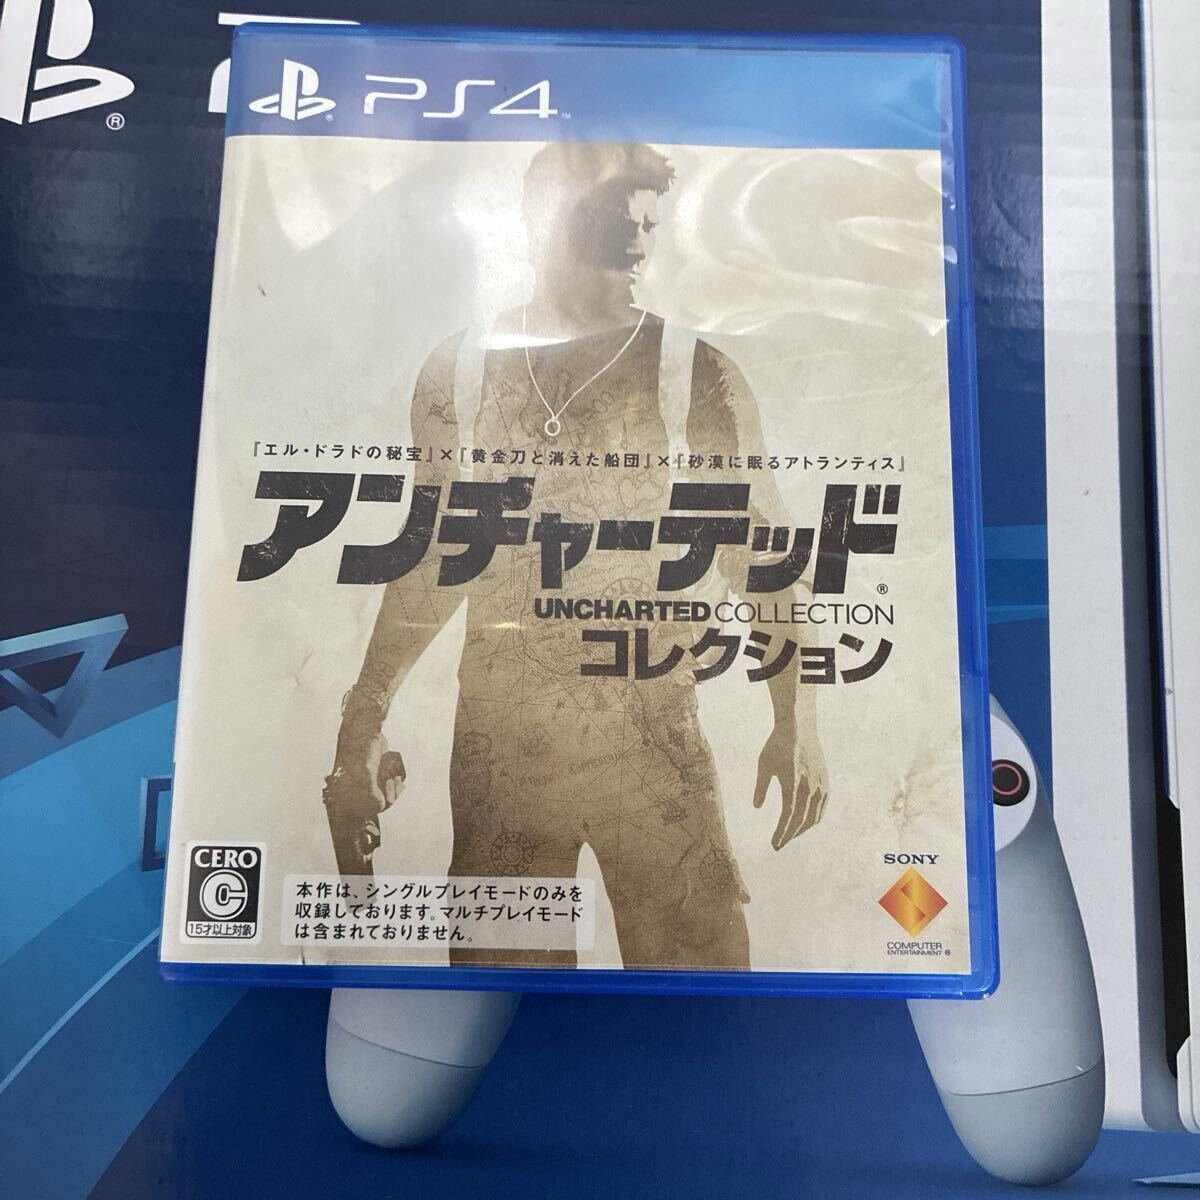 ®
PS4™
『エル・ドラドの秘宝』×『黄金刀と消えた船団』×『砂漠に眠るアトランティス』
アンチャーテッド®
UNCHARTED COLLECTION
コレクション
Tropic Capricorn
CERO
C
15才以上対象
本作は、シングルプレイモードのみを
収録しております。マルチプレイモード
は含まれておりません。
SONY
COMPUTER
ENTERTAINMENT®